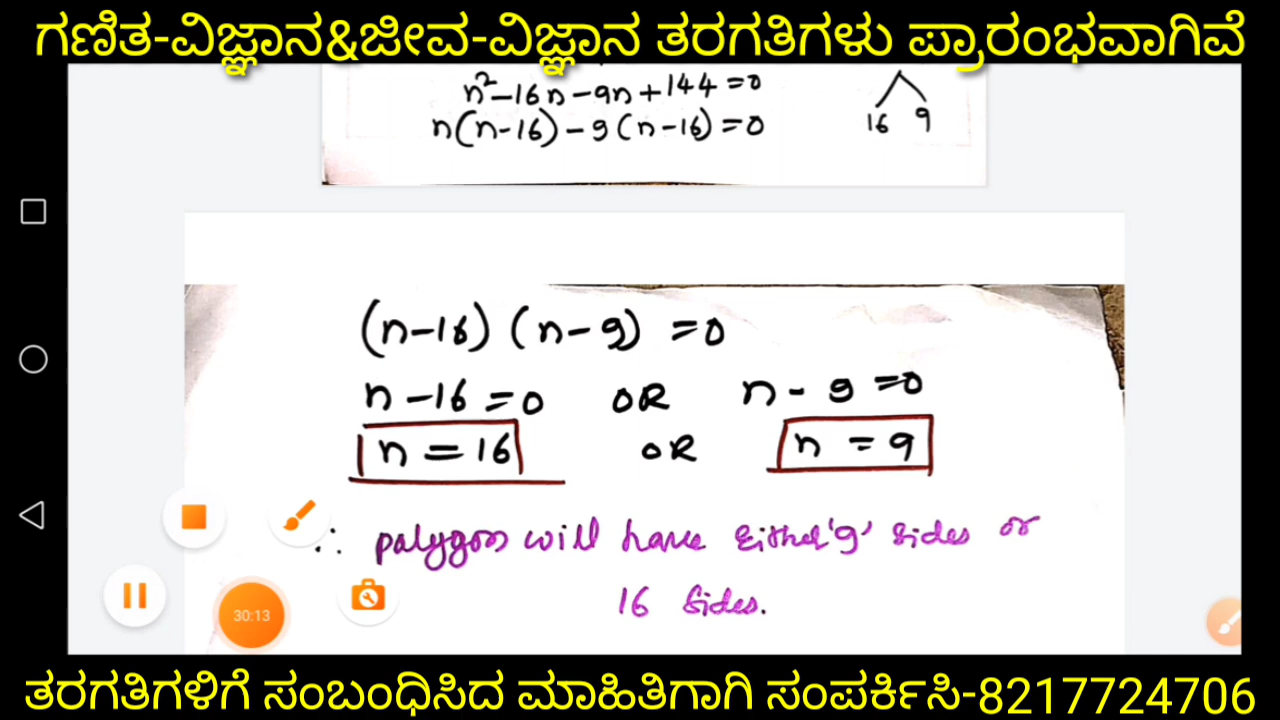 ಗಣಿತ-ವಿಜ್ಞಾನ&ಜೀವ-ವಿಜ್ಞಾನ ತರಗತಿಗಳು ಪ್ರಾರಂಭವಾಗಿವೆ
n²-16n-9n+144=0
16 9
n(n-16)-9(n-16)=0
(n-16) (n-9) =0
n-16=0 OR n-9=0
n=16 OR n=9
∴ polygon will have either '9' sides or
16 sides.
30:13
ತರಗತಿಗಳಿಗೆ ಸಂಬಂಧಿಸಿದ ಮಾಹಿತಿಗಾಗಿ ಸಂಪರ್ಕಿಸಿ-8217724706